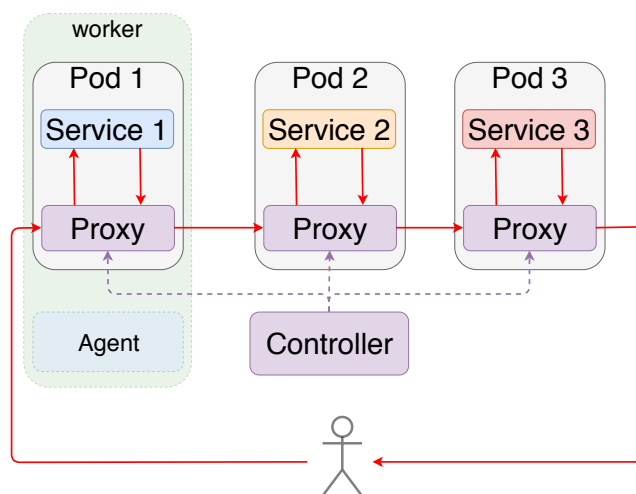 worker
Pod 1
Pod 2
Pod 3
Service 1
Service 2
Service 3
Proxy
Proxy
Proxy
Agent
Controller